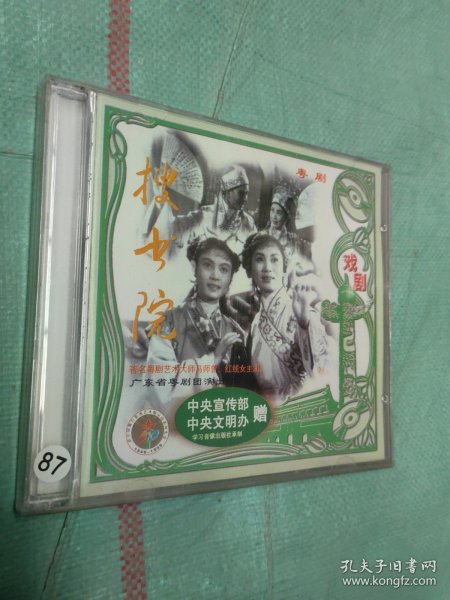 粤剧
搜书院
戏剧
著名粤剧艺术大师马师曾 红线女主演
广东省粤剧团演出
中央宣传部
中央文明办 赠
学习音像出版社承制
1949-1999
87
孔夫子旧书网
www.kongfz.com